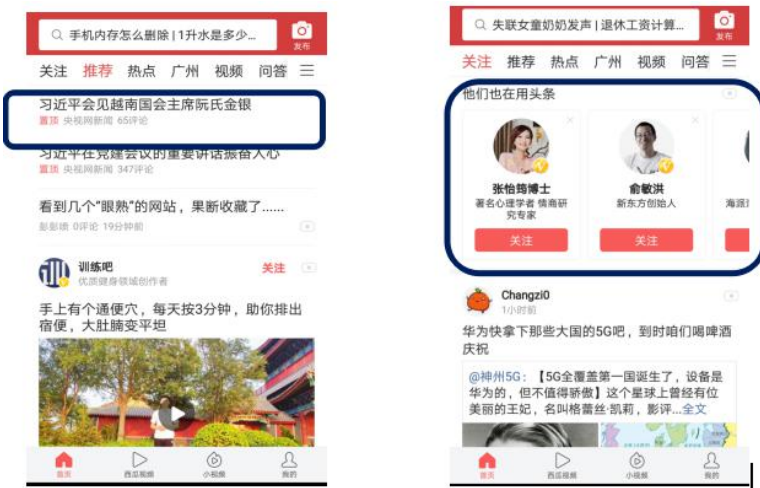 手机内存怎么删除 | 1升水是多少...
发布
关注 推荐 热点 广州 视频 问答
习近平会见越南国会主席阮氏金银
置顶 央视网新闻 65评论
习近平在党建会议的重要讲话振奋人心
置顶 央视网新闻 347评论
看到几个"眼熟"的网站，果断收藏了......
彭彭顷 0评论 19分钟前
训练吧
关注
优质健身领域创作者
手上有个通便穴，每天按3分钟，助你排出
宿便，大肚腩变平坦
首页 西瓜视频 小视频 我的
失联女童奶奶发声 | 退休工资计算...
发布
关注 推荐 热点 广州 视频 问答
他们也在用头条
张怡筠博士
著名心理学者 情商研
究专家
关注
俞敏洪
新东方创始人
关注
海派
Changzi0
1小时前
华为快拿下那些大国的5G吧，到时咱们喝啤酒
庆祝
@神州5G：【5G全覆盖第一国诞生了，设备是
华为的，但不值得骄傲】这个星球上曾经有位
美丽的王妃，名叫格蕾丝·凯莉，影评...全文
首页 西瓜视频 小视频 我的